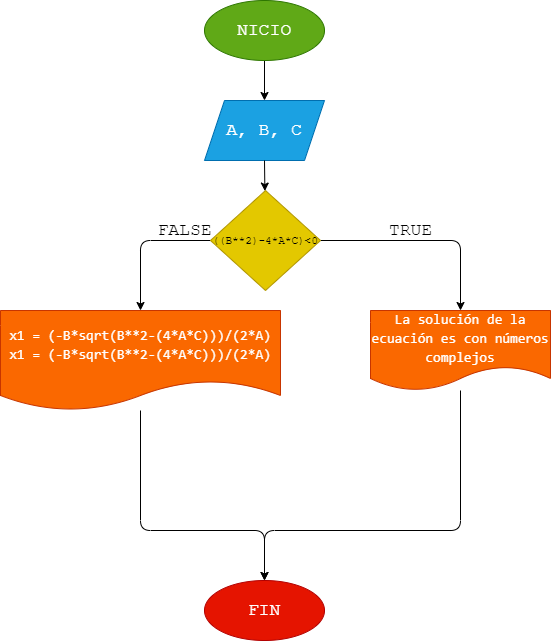 NICIO
A, B, C
FALSE
((B**2)-4*A*C)<0
TRUE
x1 = (-B*sqrt(B**2-(4*A*C)))/(2*A)
x1 = (-B*sqrt(B**2-(4*A*C)))/(2*A)
La solución de la
ecuación es con números
complejos
FIN